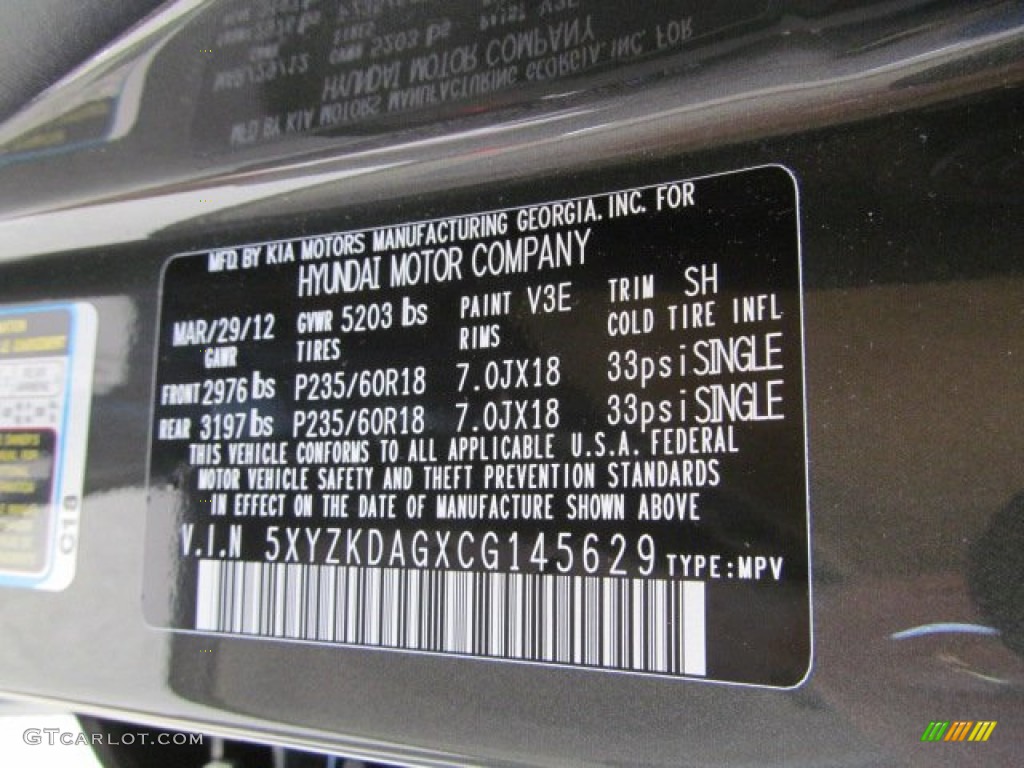 MFD BY KIA MOTORS MANUFACTURING GEORGIA. INC. FOR
HYUNDAI MOTOR COMPANY
MAR/29/12 GVWR 5203 lbs PAINT V3E TRIM SH
GAWR TIRES RIMS COLD TIRE INFL
FRONT 2976 lbs P235/60R18 7.0JX18 33psi SINGLE
REAR 3197 lbs P235/60R18 7.0JX18 33psi SINGLE
THIS VEHICLE CONFORMS TO ALL APPLICABLE U.S.A. FEDERAL
MOTOR VEHICLE SAFETY AND THEFT PREVENTION STANDARDS
IN EFFECT ON THE DATE OF MANUFACTURE SHOWN ABOVE
V.I.N 5XYZKDAGXCG145629 TYPE:MPV
C18
GTCARLOT.COM